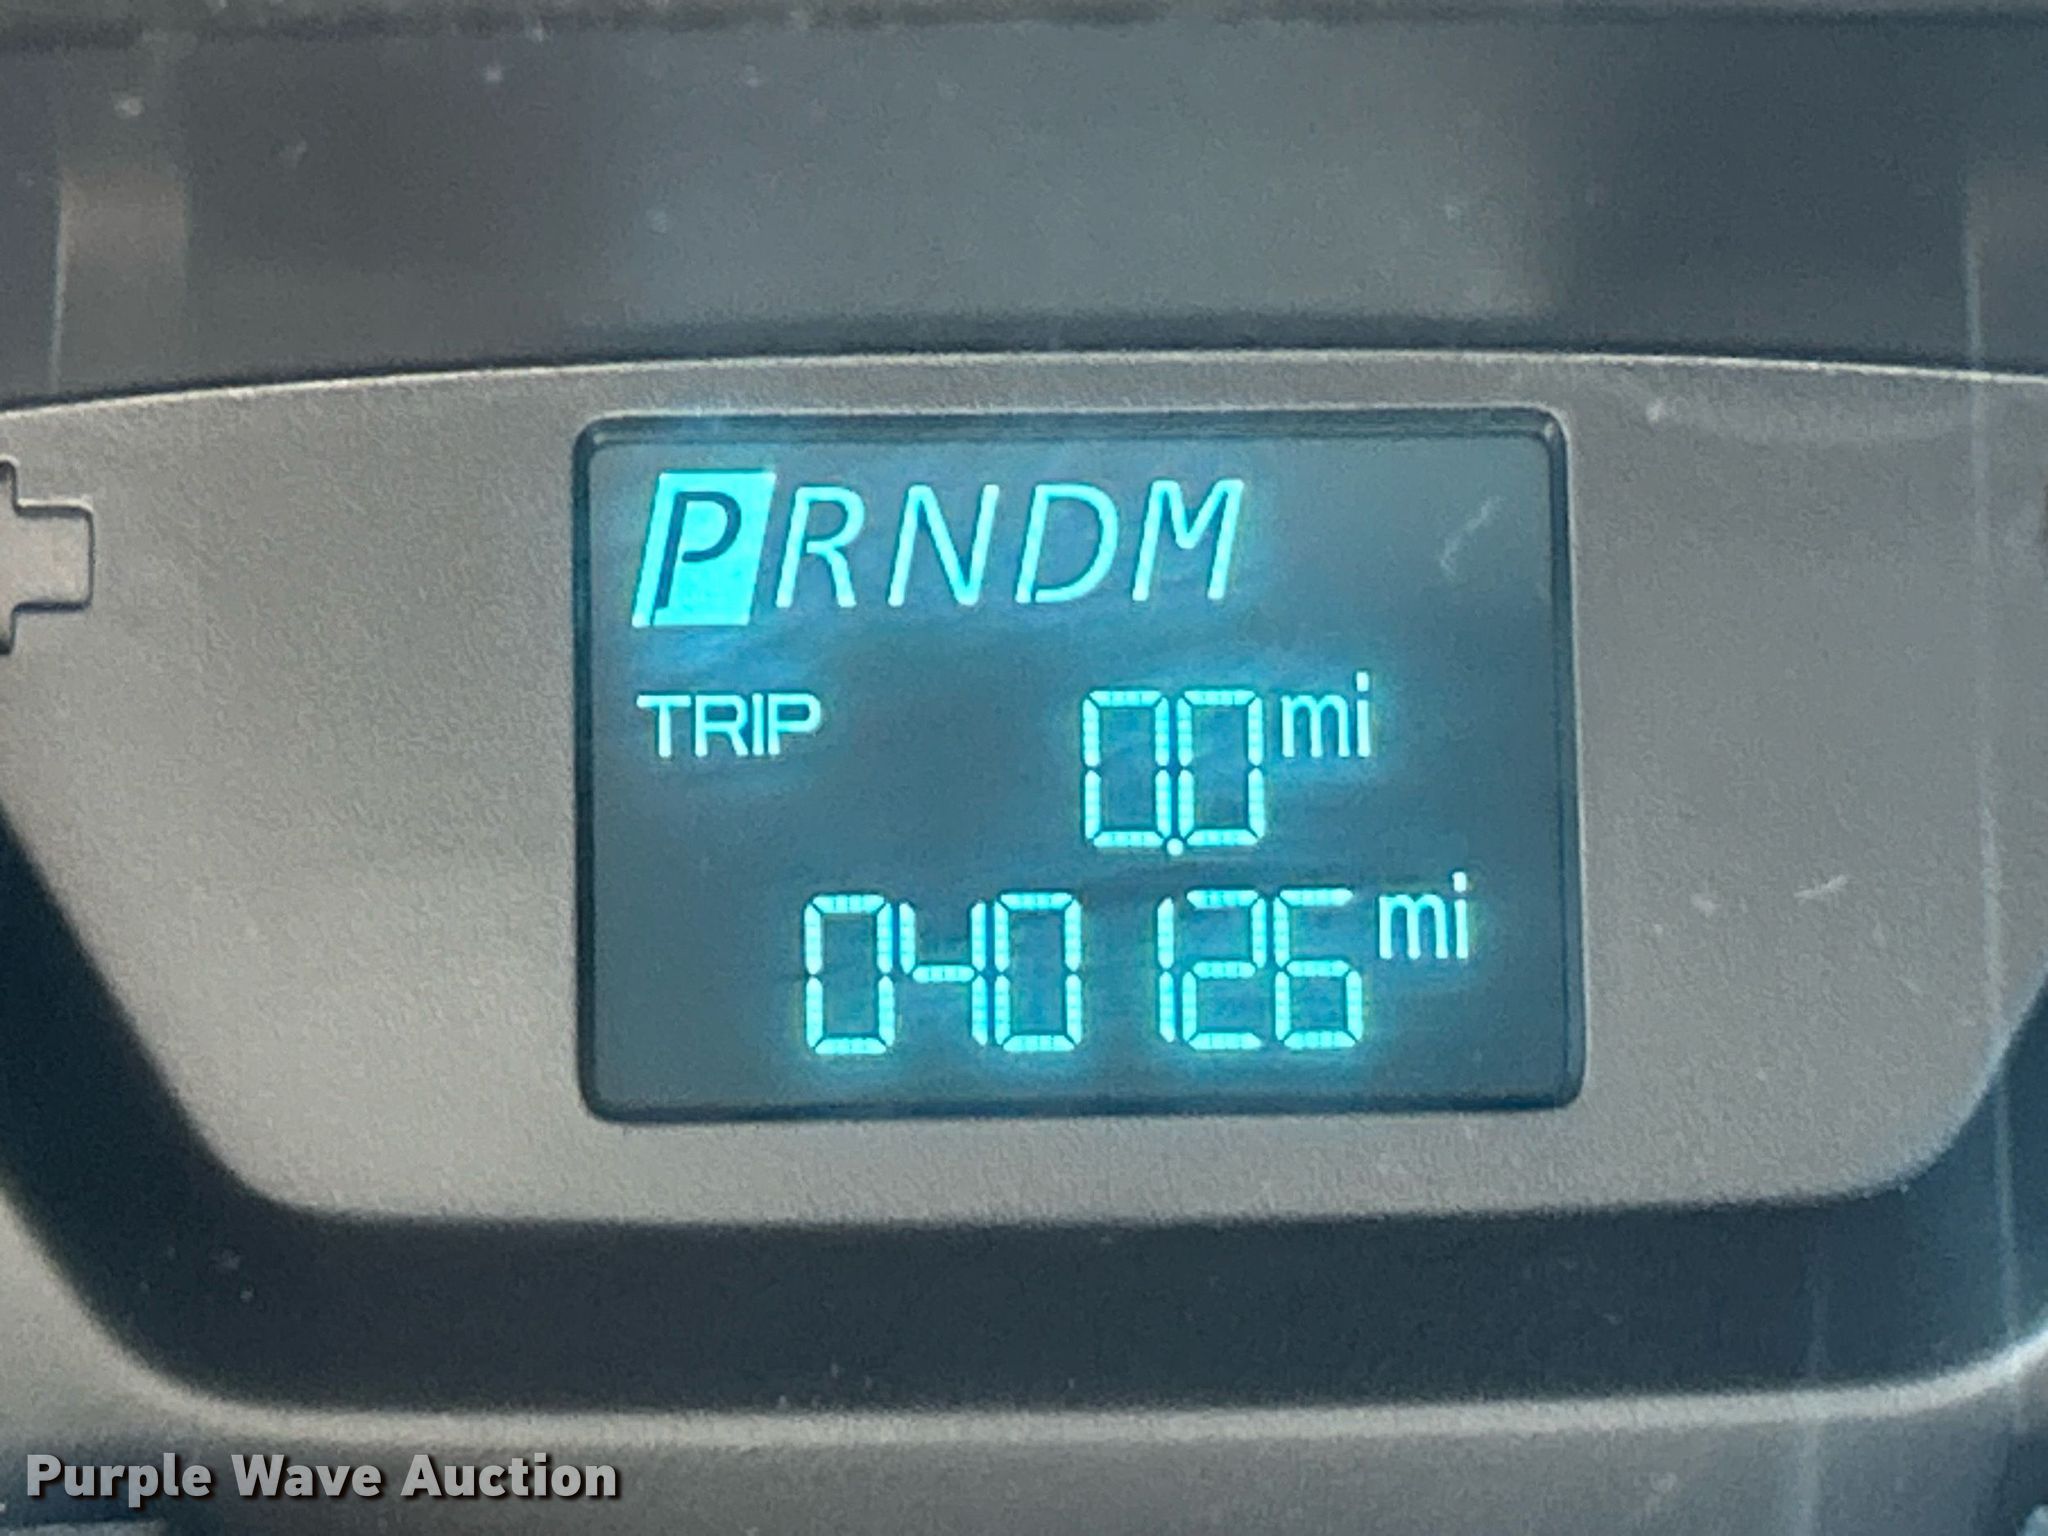 PRNDM
TRIP 0.0 mi
040126 mi
Purple Wave Auction